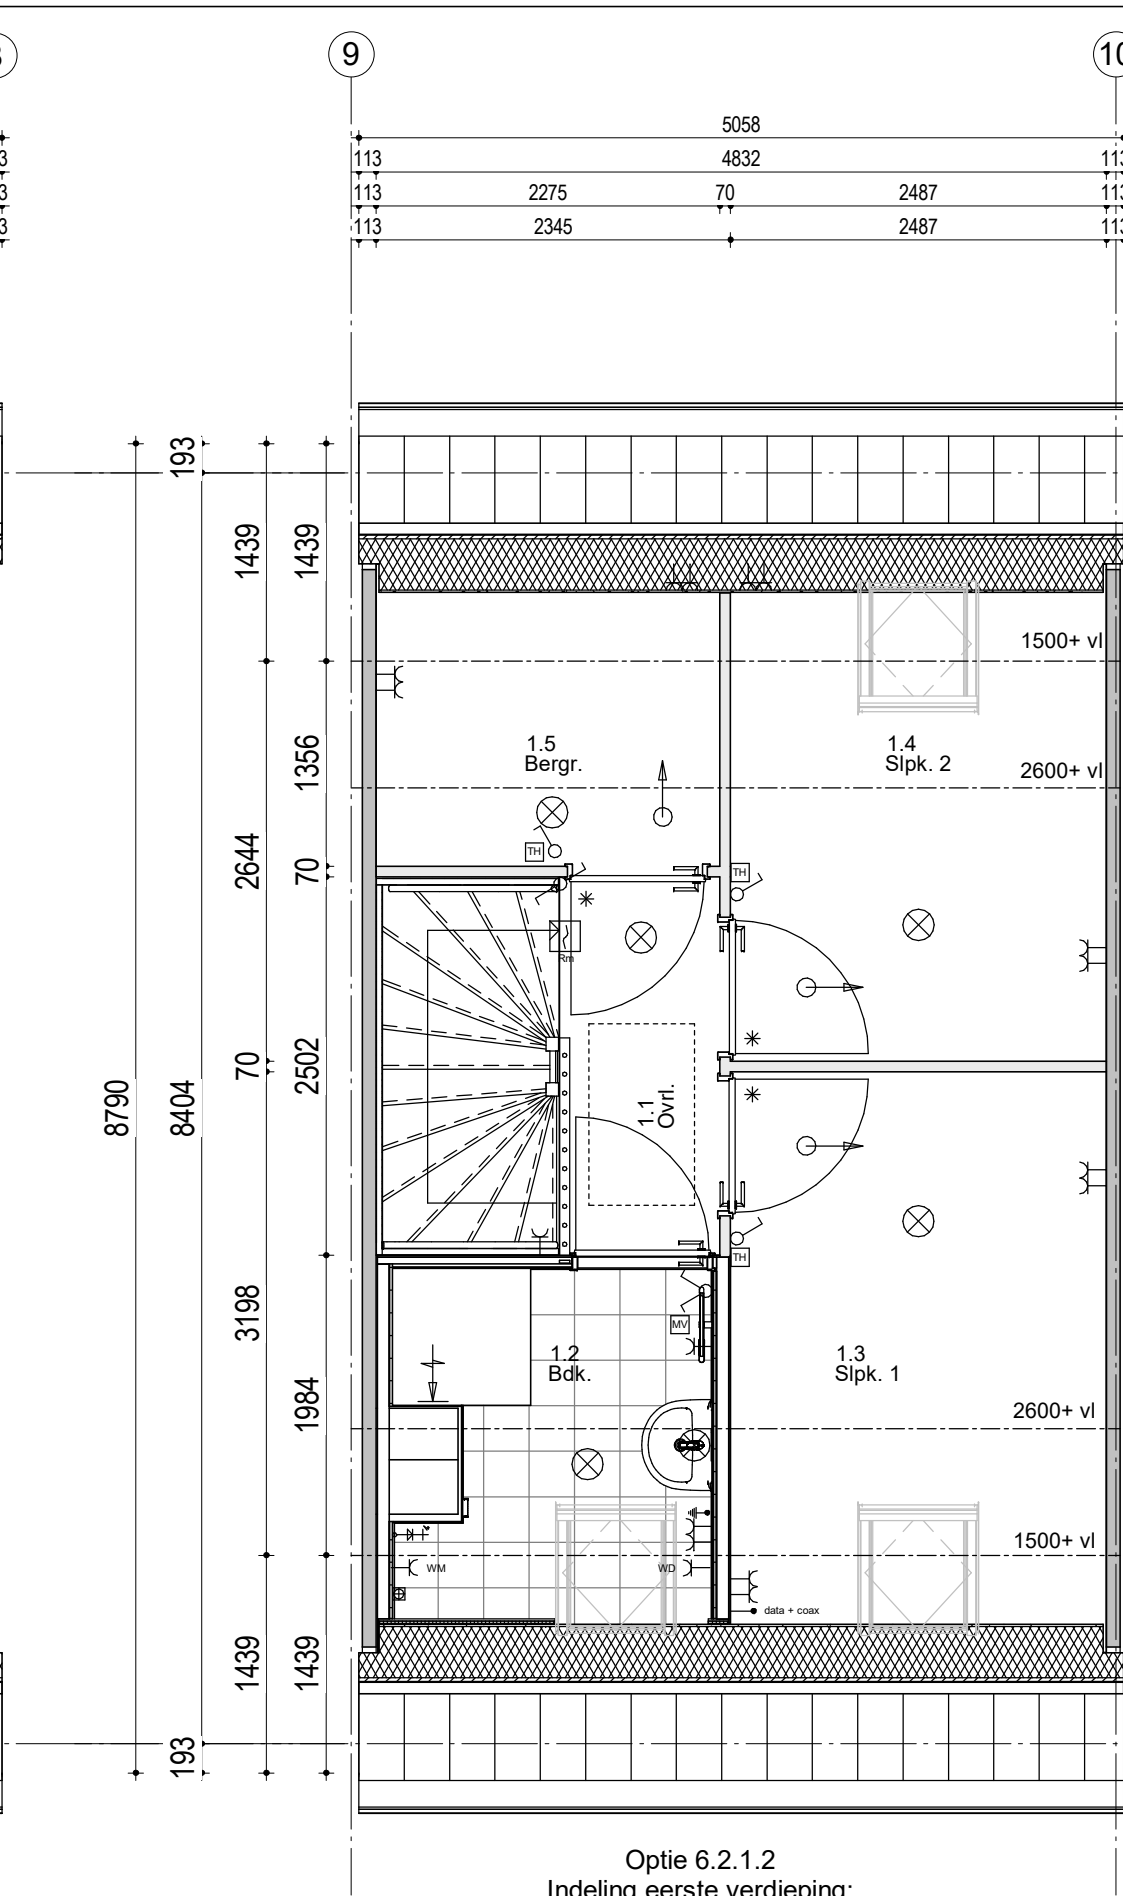 9
10
5058
113
4832
113
113
2275
70
2487
113
113
2345
2487
113
193
1439
1439
1500+ vl
1.5
Bergr.
1.4
Slpk. 2
1356
2600+ vl
2644
70
TH
TH
Rm
70
2502
8790
8404
1.1
Ovrl.
TH
3198
MV
1.2
Bdk.
1.3
Slpk. 1
1984
2600+ vl
1500+ vl
WM
WD
data + coax
1439
1439
193
Optie 6.2.1.2
Indeling eerste verdieping: